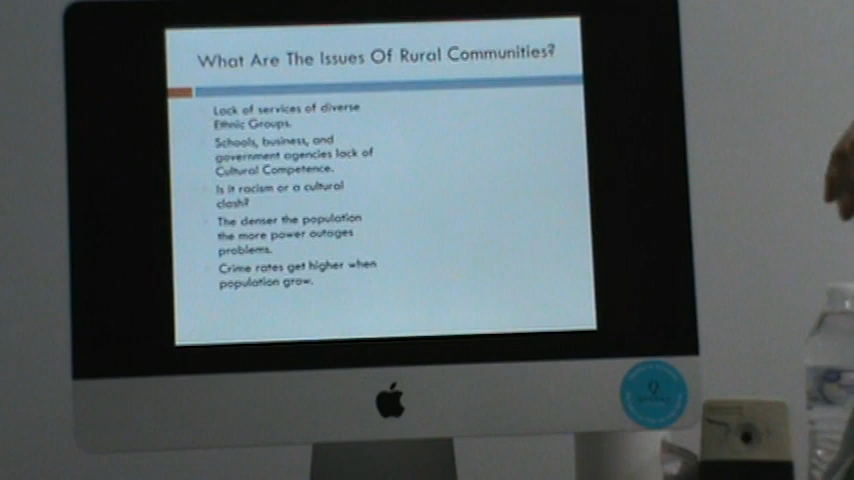 What Are The Issues Of Rural Communities?
Lack of services of diverse
Ethnic Groups.
Schools, business, and
government agencies lack of
Cultural Competence.
Is it racism or a cultural
clash?
The denser the population
the more power outages
problems.
Crime rates get higher when
population grow.